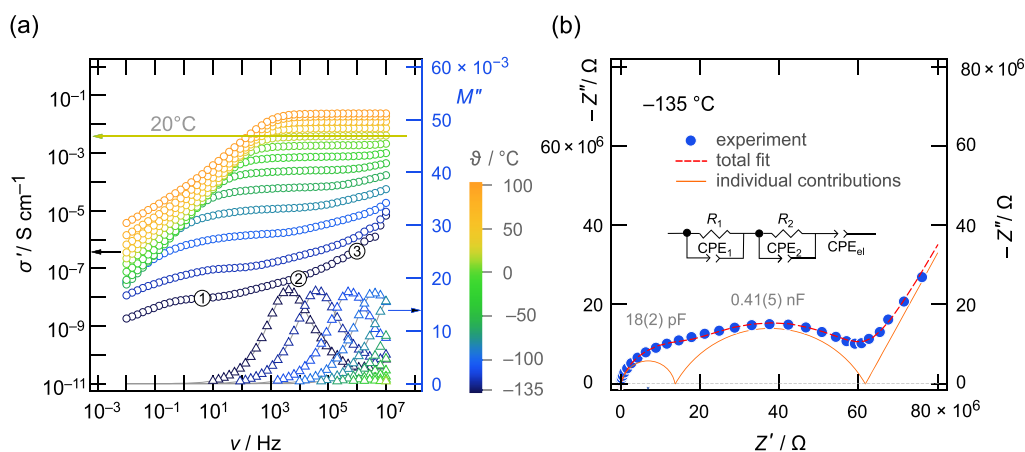 (a)
60 × 10⁻³
M″
50
40
30
20
10
0
10⁻¹
10⁻³
10⁻⁵
10⁻⁷
10⁻⁹
10⁻¹¹
σ′/ S cm⁻¹
20°C
1
2
3
10⁻³
10⁻¹
10¹
10³
10⁵
10⁷
ν / Hz
ϑ / °C
100
50
0
−50
−100
−135
(b)
−Z″/ Ω
60 × 10⁶
40
20
0
−135 °C
experiment
total fit
individual contributions
R₁
CPE₁
R₂
CPE₂
CPEₑₗ
18(2) pF
0.41(5) nF
80 × 10⁶
60
40
20
0
−Z″/ Ω
0
20
40
60
80 × 10⁶
Z′ / Ω